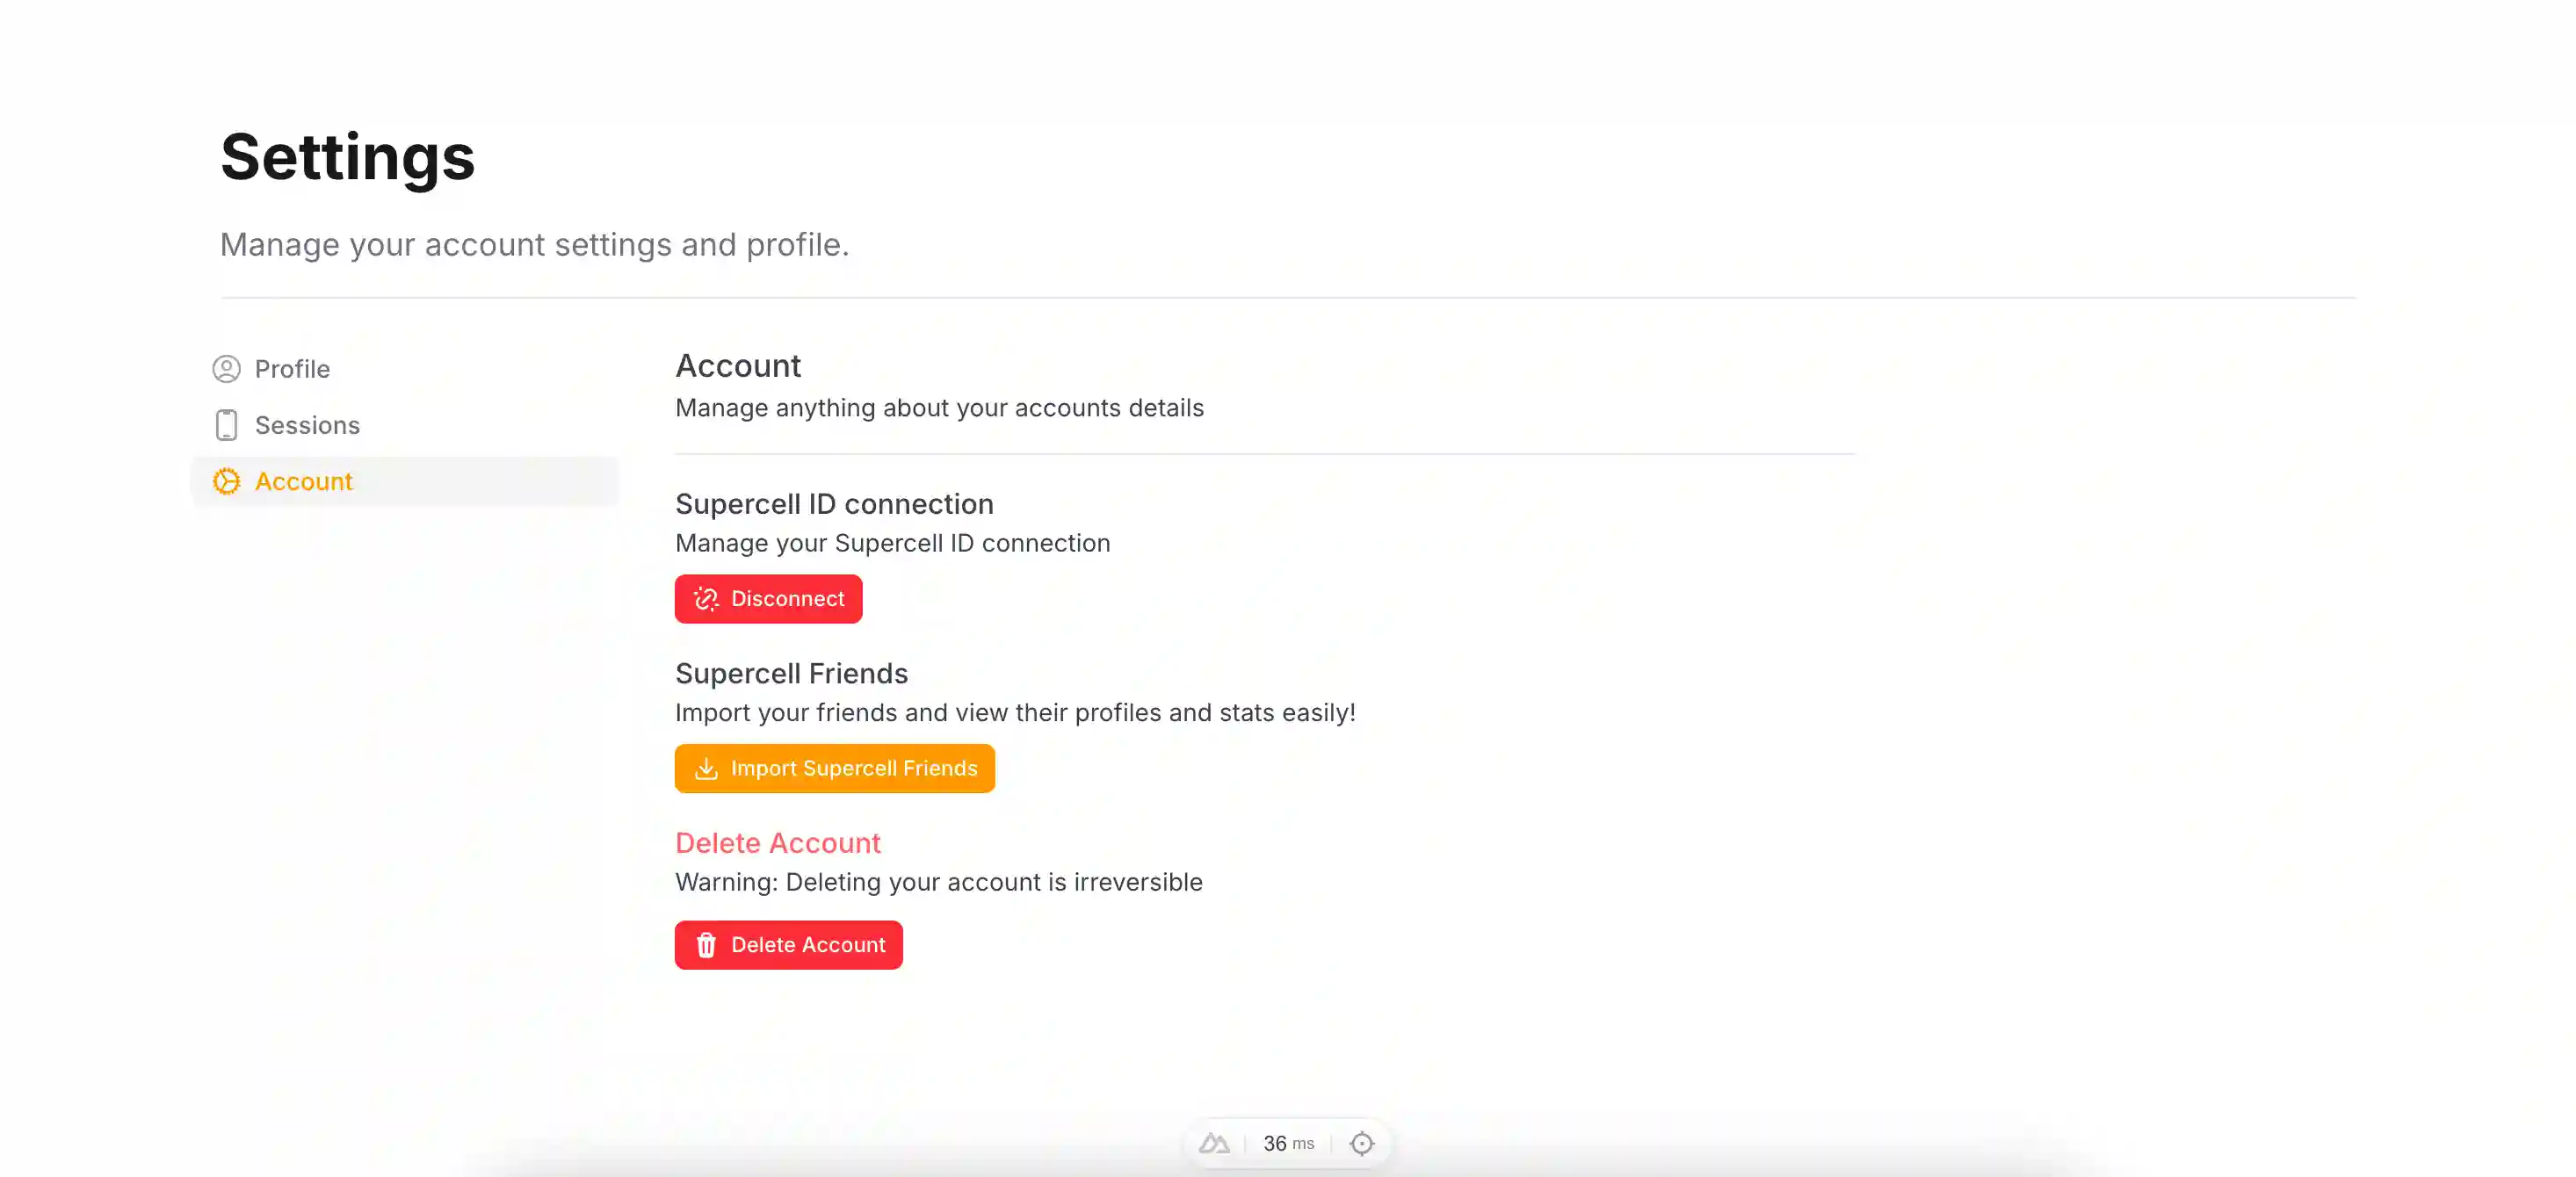 Settings
Manage your account settings and profile.
Profile
Sessions
Account
Account
Manage anything about your accounts details
Supercell ID connection
Manage your Supercell ID connection
Disconnect
Supercell Friends
Import your friends and view their profiles and stats easily!
Import Supercell Friends
Delete Account
Warning: Deleting your account is irreversible
Delete Account
36 ms